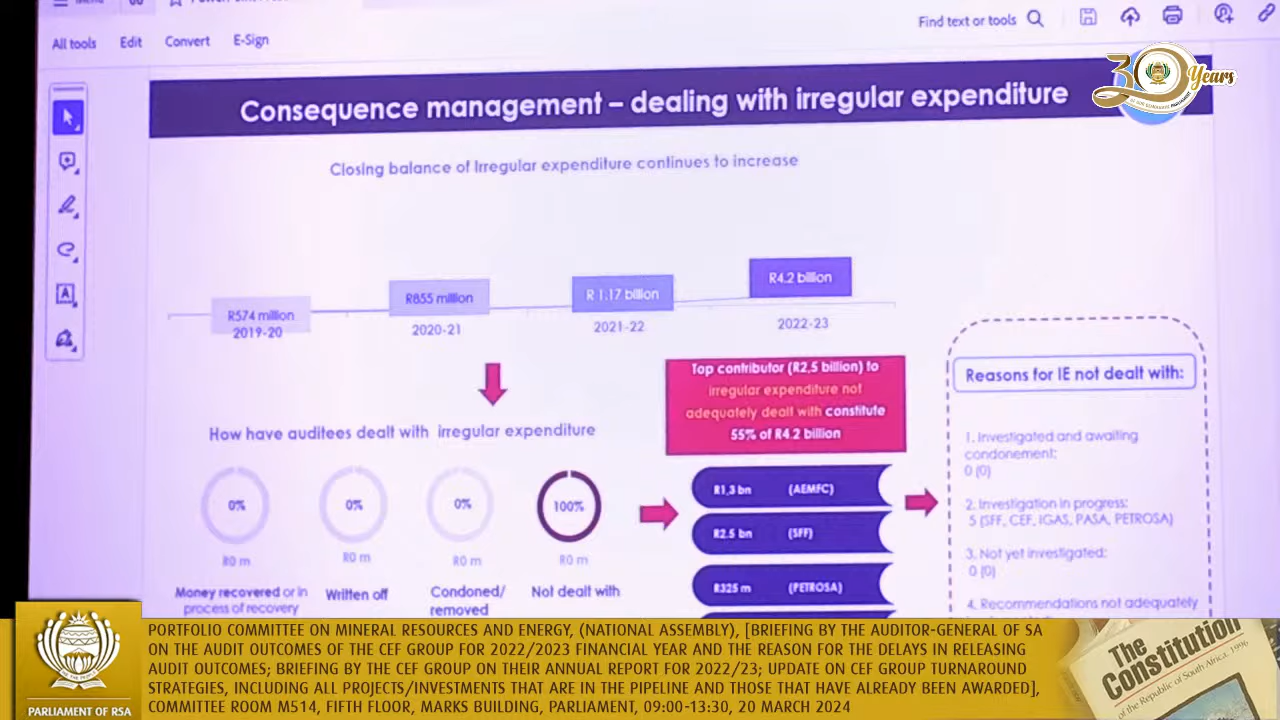 Find text or tools
All tools Edit Convert E-Sign
30 Years
Consequence management – dealing with irregular expenditure
Closing balance of Irregular expenditure continues to increase
R574 million
2019-20
R855 million
2020-21
R 1.17 billion
2021-22
R4.2 billion
2022-23
How have auditees dealt with irregular expenditure
0%
R0 m
Money recovered or in
process of recovery
0%
R0 m
Written off
0%
R0 m
Condoned/
removed
100%
R0 m
Not dealt with
Top contributor (R2,5 billion) to
irregular expenditure not
adequately dealt with constitute
55% of R4.2 billion
R1,3 bn (AEMFC)
R2.5 bn (SFF)
R325 m (PETROSA)
Reasons for IE not dealt with:
1. Investigated and awaiting
condonement:
0 (0)
2. Investigation in progress:
5 (SFF, CEF, IGAS, PASA, PETROSA)
3. Not yet investigated:
0 (0)
4. Recommendations not adequately
PARLIAMENT OF RSA
PORTFOLIO COMMITTEE ON MINERAL RESOURCES AND ENERGY, (NATIONAL ASSEMBLY), [BRIEFING BY THE AUDITOR-GENERAL OF SA
ON THE AUDIT OUTCOMES OF THE CEF GROUP FOR 2022/2023 FINANCIAL YEAR AND THE REASON FOR THE DELAYS IN RELEASING
AUDIT OUTCOMES; BRIEFING BY THE CEF GROUP ON THEIR ANNUAL REPORT FOR 2022/23; UPDATE ON CEF GROUP TURNAROUND
STRATEGIES, INCLUDING ALL PROJECTS/INVESTMENTS THAT ARE IN THE PIPELINE AND THOSE THAT HAVE ALREADY BEEN AWARDED],
COMMITTEE ROOM M514, FIFTH FLOOR, MARKS BUILDING, PARLIAMENT, 09:00-13:30, 20 MARCH 2024
The
Constitution
of the Republic of South Africa, 1996